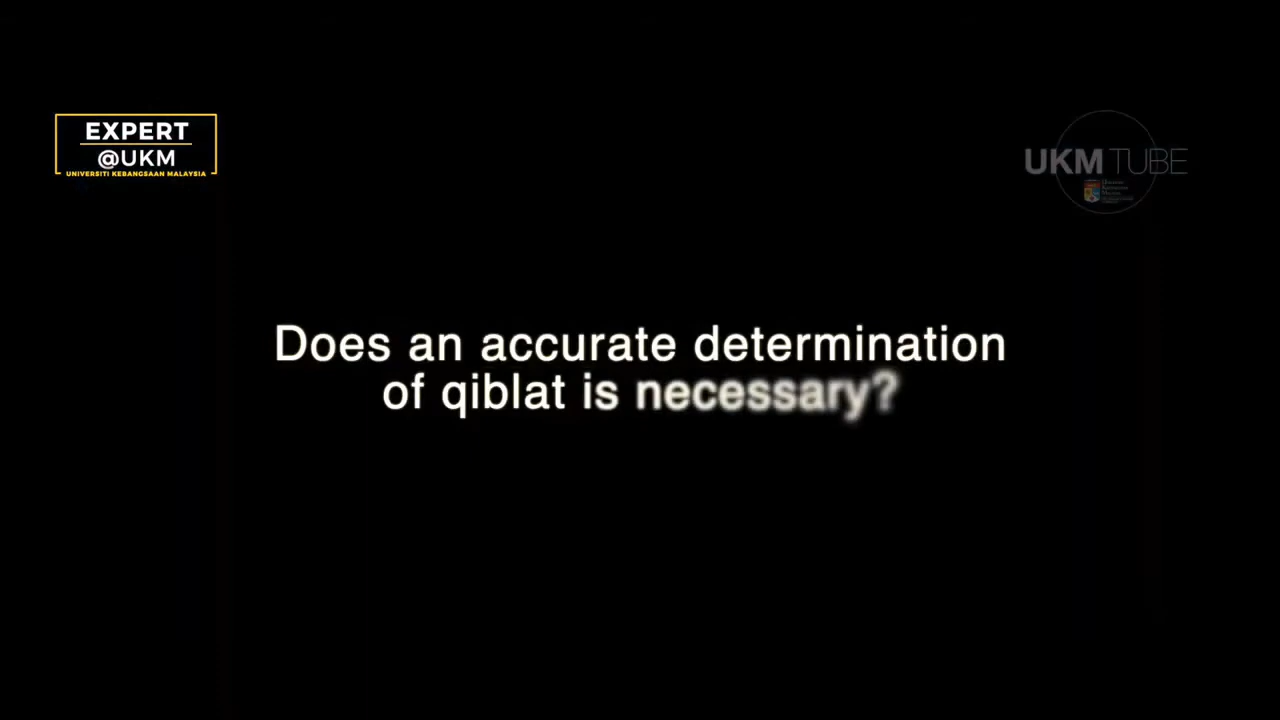 EXPERT
@UKM
UNIVERSITI KEBANGSAAN MALAYSIA
UKM TUBE
Does an accurate determination
of qiblat is necessary?